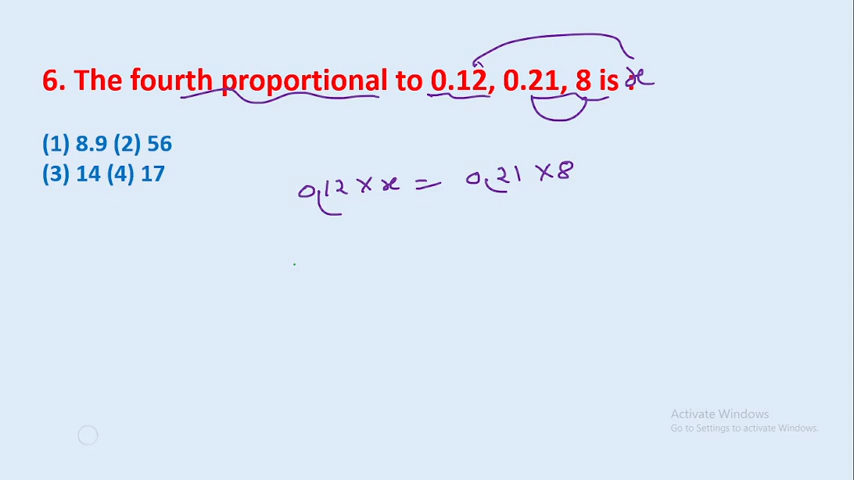 6. The fourth proportional to 0.12, 0.21, 8 is x
(1) 8.9 (2) 56
(3) 14 (4) 17
0.12 × x = 0.21 × 8
Activate Windows
Go to Settings to activate Windows.